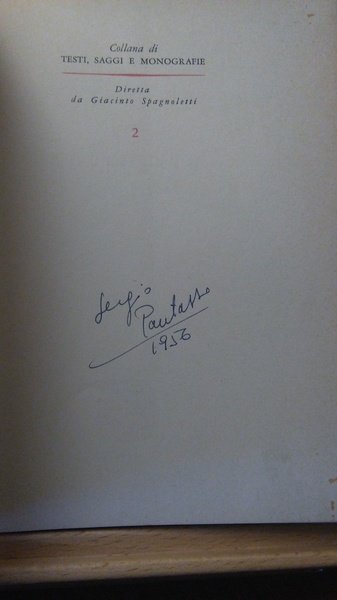 Collana di
TESTI, SAGGI E MONOGRAFIE
Diretta
da Giacinto Spagnoletti
2
Sergio
Pautasso
1956